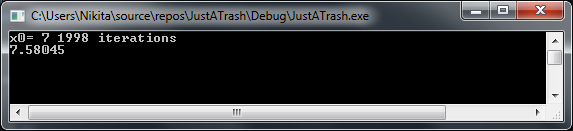 C:\Users\Nikita\source\repos\JustATrash\Debug\JustATrash.exe
x0= 7 1998 iterations
7.58045